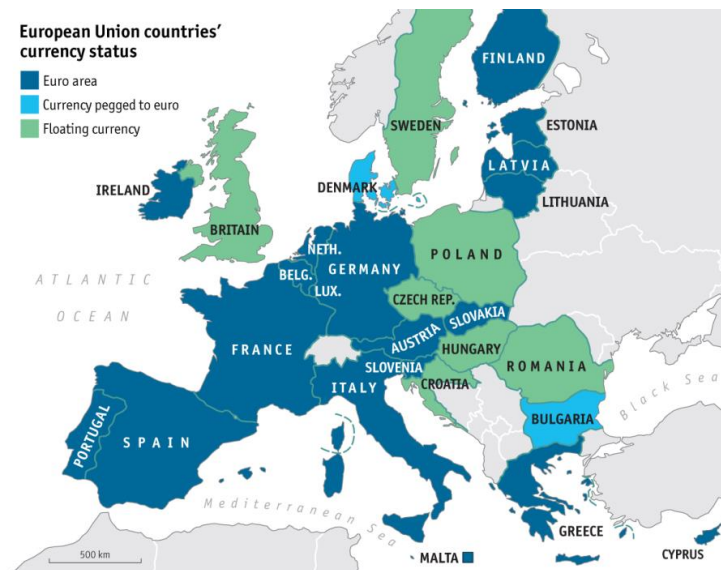 European Union countries'
currency status
Euro area
Currency pegged to euro
Floating currency
FINLAND
SWEDEN
ESTONIA
LATVIA
IRELAND
DENMARK
LITHUANIA
BRITAIN
NETH.
POLAND
BELG.
GERMANY
ATLANTIC
OCEAN
LUX.
CZECH REP.
SLOVAKIA
AUSTRIA
FRANCE
HUNGARY
SLOVENIA
ROMANIA
ITALY
CROATIA
Black Sea
PORTUGAL
SPAIN
BULGARIA
Mediterranean Sea
GREECE
500 km
MALTA
CYPRUS